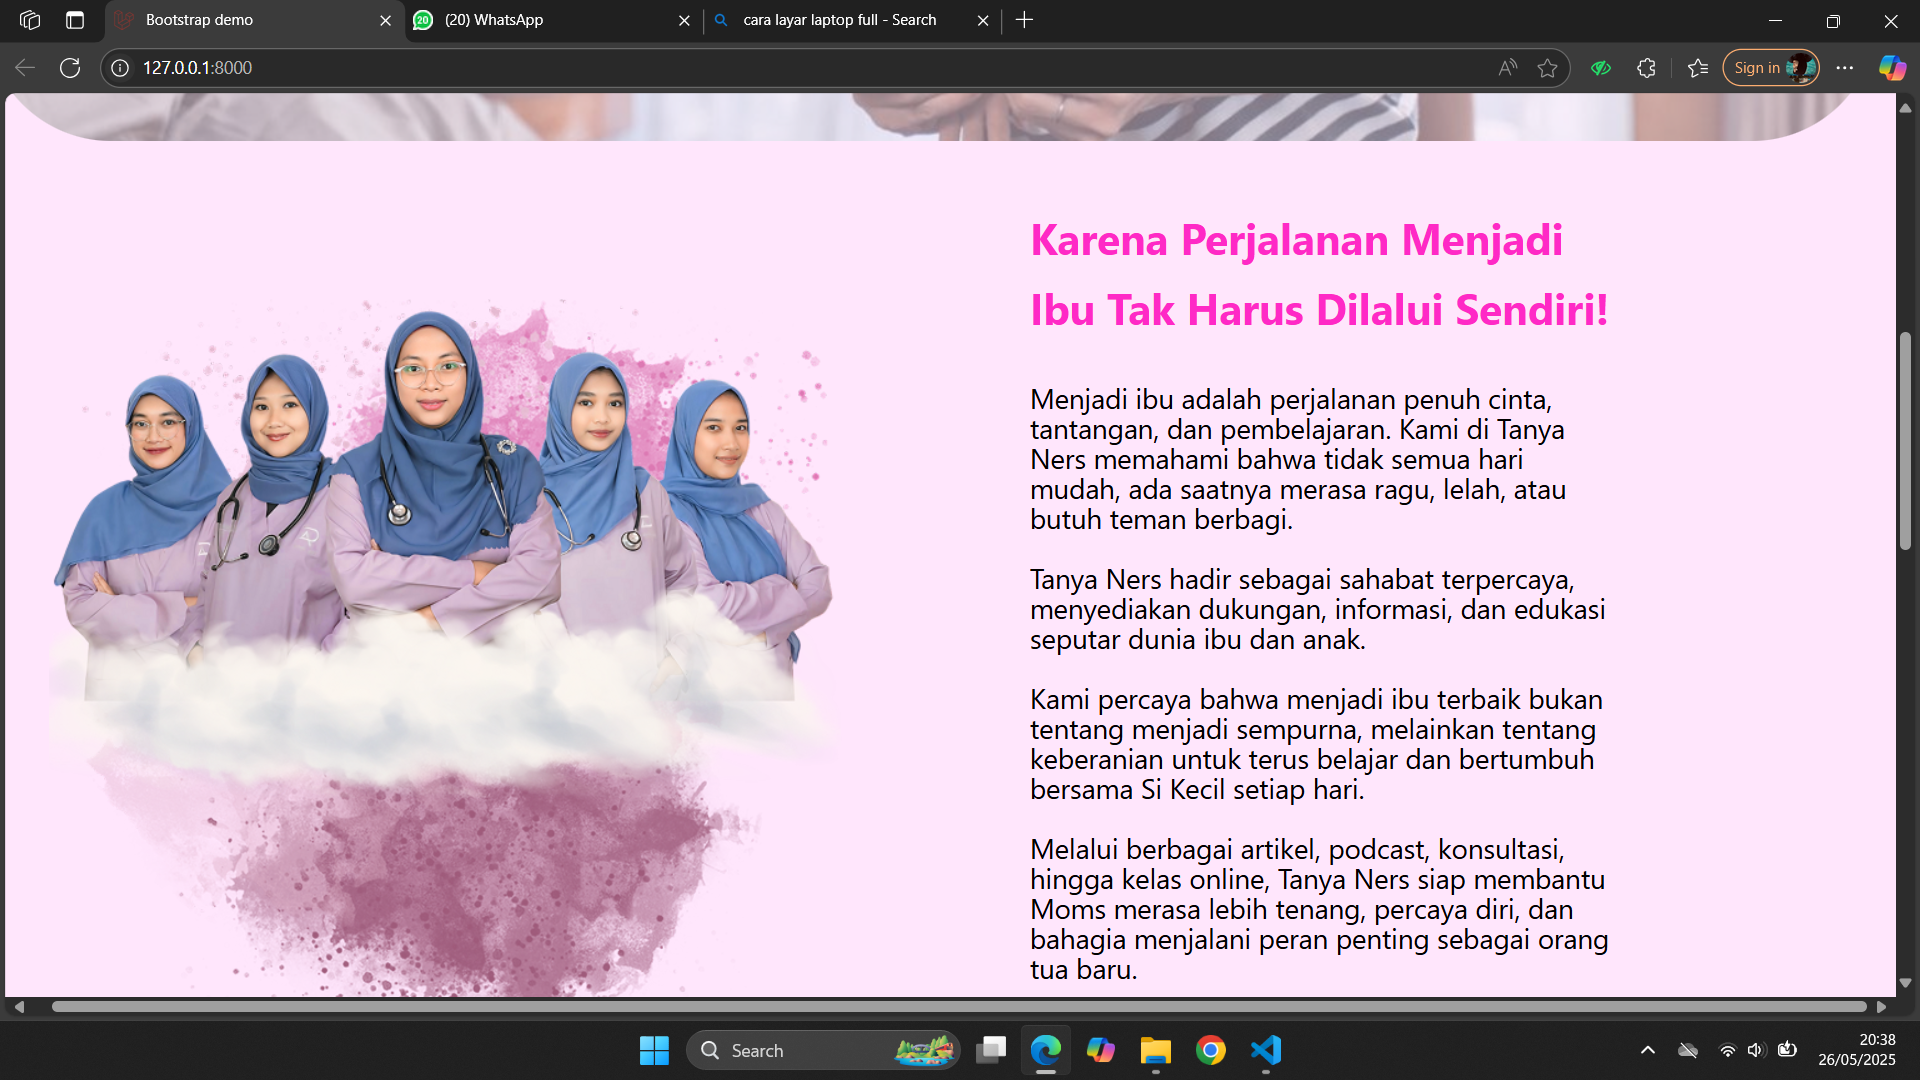 Bootstrap demo
(20) WhatsApp
cara layar laptop full - Search
127.0.0.1:8000
Sign in
Karena Perjalanan Menjadi
Ibu Tak Harus Dilalui Sendiri!
Menjadi ibu adalah perjalanan penuh cinta,
tantangan, dan pembelajaran. Kami di Tanya
Ners memahami bahwa tidak semua hari
mudah, ada saatnya merasa ragu, lelah, atau
butuh teman berbagi.
Tanya Ners hadir sebagai sahabat terpercaya,
menyediakan dukungan, informasi, dan edukasi
seputar dunia ibu dan anak.
Kami percaya bahwa menjadi ibu terbaik bukan
tentang menjadi sempurna, melainkan tentang
keberanian untuk terus belajar dan bertumbuh
bersama Si Kecil setiap hari.
Melalui berbagai artikel, podcast, konsultasi,
hingga kelas online, Tanya Ners siap membantu
Moms merasa lebih tenang, percaya diri, dan
bahagia menjalani peran penting sebagai orang
tua baru.
Search
20:38
26/05/2025